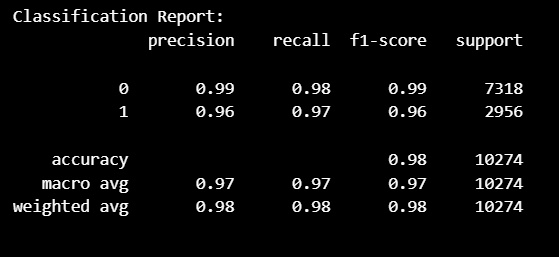 Classification Report:
precision recall f1-score support
0 0.99 0.98 0.99 7318
1 0.96 0.97 0.96 2956
accuracy 0.98 10274
macro avg 0.97 0.97 0.97 10274
weighted avg 0.98 0.98 0.98 10274